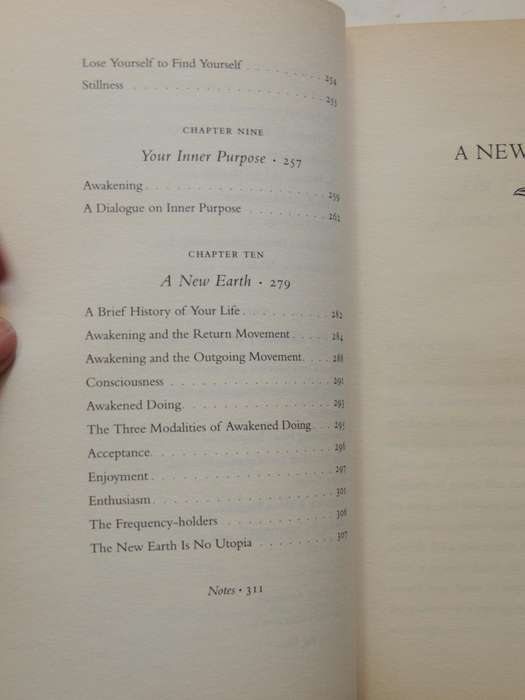 Lose Yourself to Find Yourself . . . . . . . . . 254
Stillness . . . . . . . . . . . . . . . . . . . . . 255
CHAPTER NINE
Your Inner Purpose • 257
Awakening . . . . . . . . . . . . . . . . . . . . 259
A Dialogue on Inner Purpose . . . . . . . . . 262
CHAPTER TEN
A New Earth • 279
A Brief History of Your Life . . . . . . . . . . 282
Awakening and the Return Movement . . . . . 284
Awakening and the Outgoing Movement . . . . 288
Consciousness . . . . . . . . . . . . . . . . . 291
Awakened Doing . . . . . . . . . . . . . . . . 293
The Three Modalities of Awakened Doing . . . 295
Acceptance . . . . . . . . . . . . . . . . . . . 296
Enjoyment . . . . . . . . . . . . . . . . . . . 297
Enthusiasm . . . . . . . . . . . . . . . . . . . 301
The Frequency-holders . . . . . . . . . . . . 306
The New Earth Is No Utopia . . . . . . . . . 307
Notes • 311
A NEW